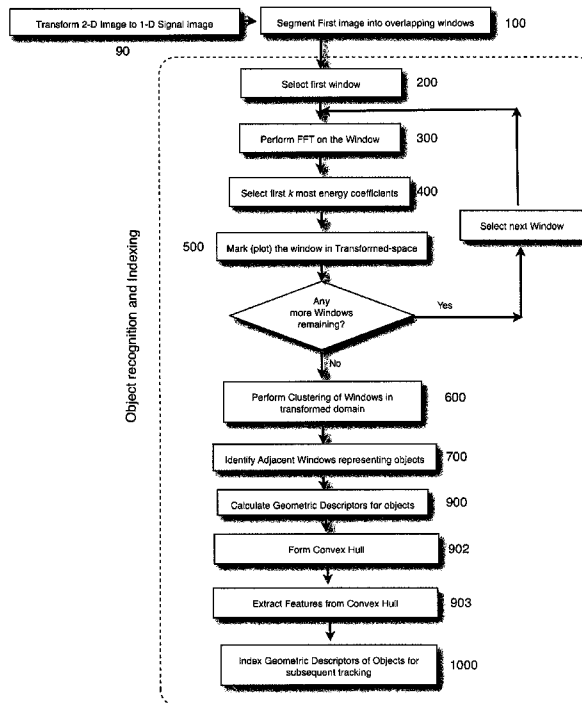 Transform 2-D Image to 1-D Signal Image
90
Segment First image into overlapping windows
100
Object recognition and Indexing
Select first window
200
Perform FFT on the Window
300
Select first k most energy coefficients
400
Select next Window
500
Mark (plot) the window in Transformed-space
Any
more Windows
remaining?
Yes
No
Perform Clustering of Windows in
transformed domain
600
Identify Adjacent Windows representing objects
700
Calculate Geometric Descriptors for objects
900
Form Convex Hull
902
Extract Features from Convex Hull
903
Index Geometric Descriptors of Objects for
subsequent tracking
1000